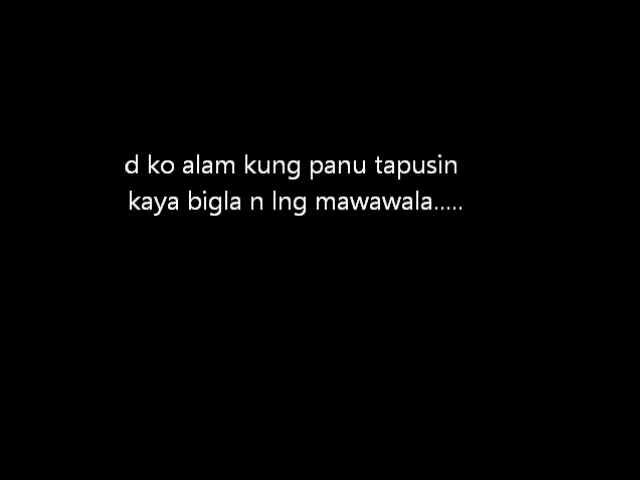 d ko alam kung panu tapusin
kaya bigla n lng mawawala.....